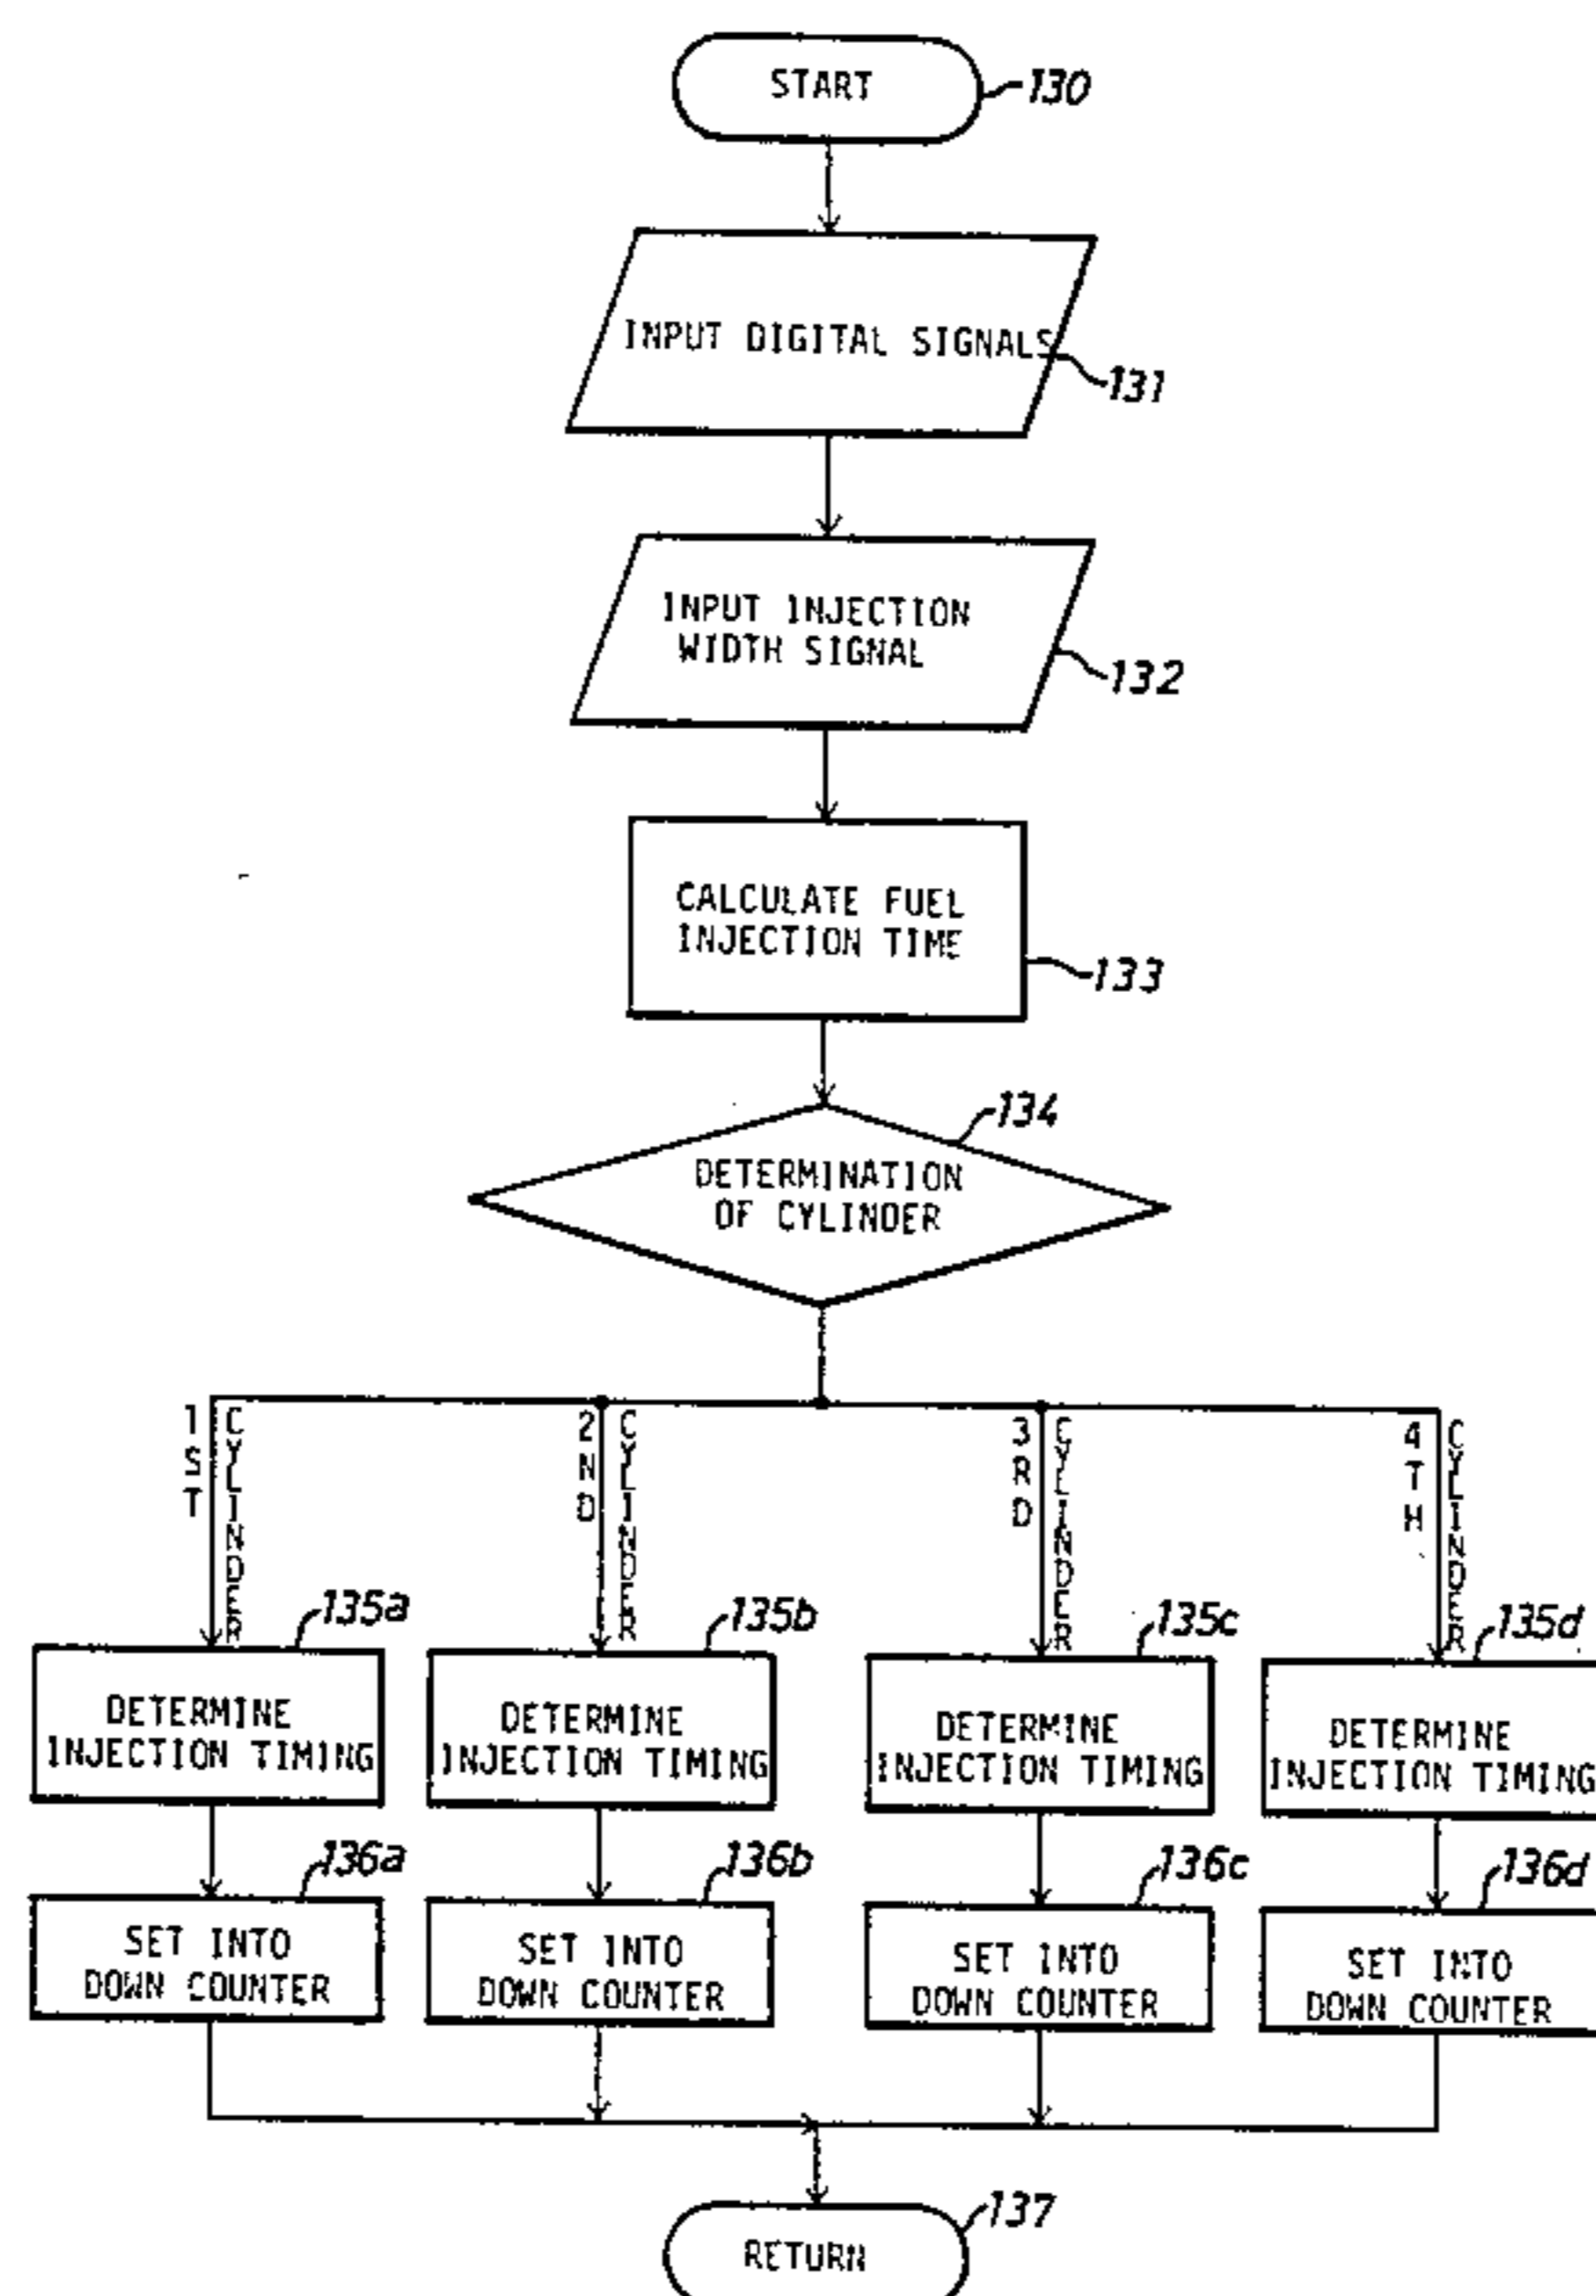 START
130
INPUT DIGITAL SIGNALS
131
INPUT INJECTION
WIDTH SIGNAL
132
CALCULATE FUEL
INJECTION TIME
133
134
DETERMINATION
OF CYLINDER
1ST CYLINDER
2ND CYLINDER
3RD CYLINDER
4TH CYLINDER
135a
135b
135c
135d
DETERMINE
INJECTION TIMING
DETERMINE
INJECTION TIMING
DETERMINE
INJECTION TIMING
DETERMINE
INJECTION TIMING
136a
136b
136c
136d
SET INTO
DOWN COUNTER
SET INTO
DOWN COUNTER
SET INTO
DOWN COUNTER
SET INTO
DOWN COUNTER
137
RETURN